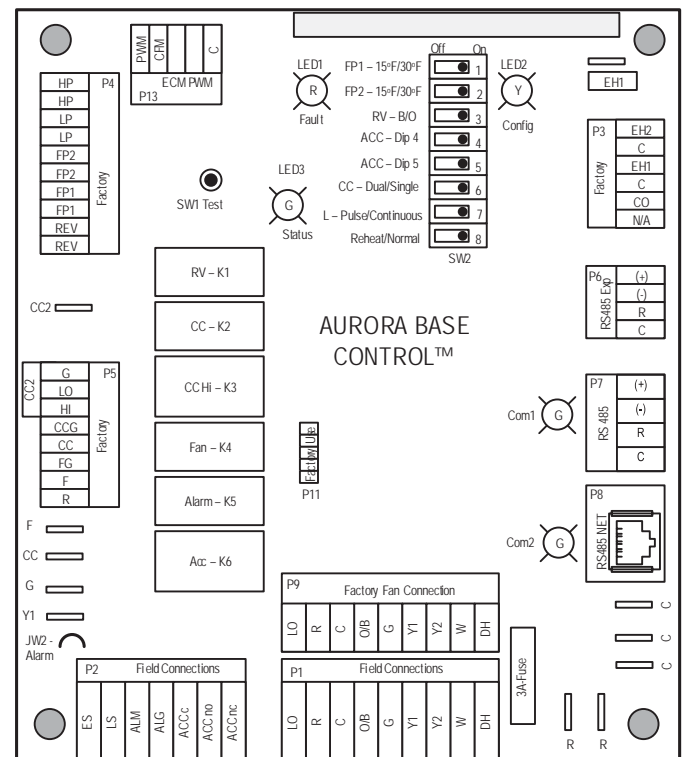 PWM
CFM
C
ECM PWM
P13
HP
HP
LP
LP
FP2
FP2
FP1
FP1
REV
REV
P4
Factory
SW1 Test
LED1
R
Fault
LED3
G
Status
Off On
FP1 – 15ºF/30ºF 1
FP2 – 15ºF/30ºF 2
RV – B/O 3
ACC – Dip 4 4
ACC – Dip 5 5
CC – Dual/Single 6
L – Pulse/Continuous 7
Reheat/Normal 8
SW2
LED2
Y
Config
EH1
P3
Factory
EH2
C
EH1
C
CO
N/A
P6
RS485 Exp
(+)
(-)
R
C
RV – K1
CC – K2
CC Hi – K3
Fan – K4
Alarm – K5
Acc – K6
AURORA BASE
CONTROL™
CC2
CC2
G
LO
HI
CCG
CC
FG
F
R
P5
Factory
Factory Use
P11
Com1
G
P7
RS 485
(+)
(-)
R
C
Com2
G
P8
RS485 NET
F
CC
G
Y1
JW2 -
Alarm
P9 Factory Fan Connection
LO R C O/B G Y1 Y2 W DH
P2 Field Connections
ES LS ALM ALG ACC c ACC no ACC nc
P1 Field Connections
LO R C O/B G Y1 Y2 W DH
3A-Fuse
C
C
C
R R